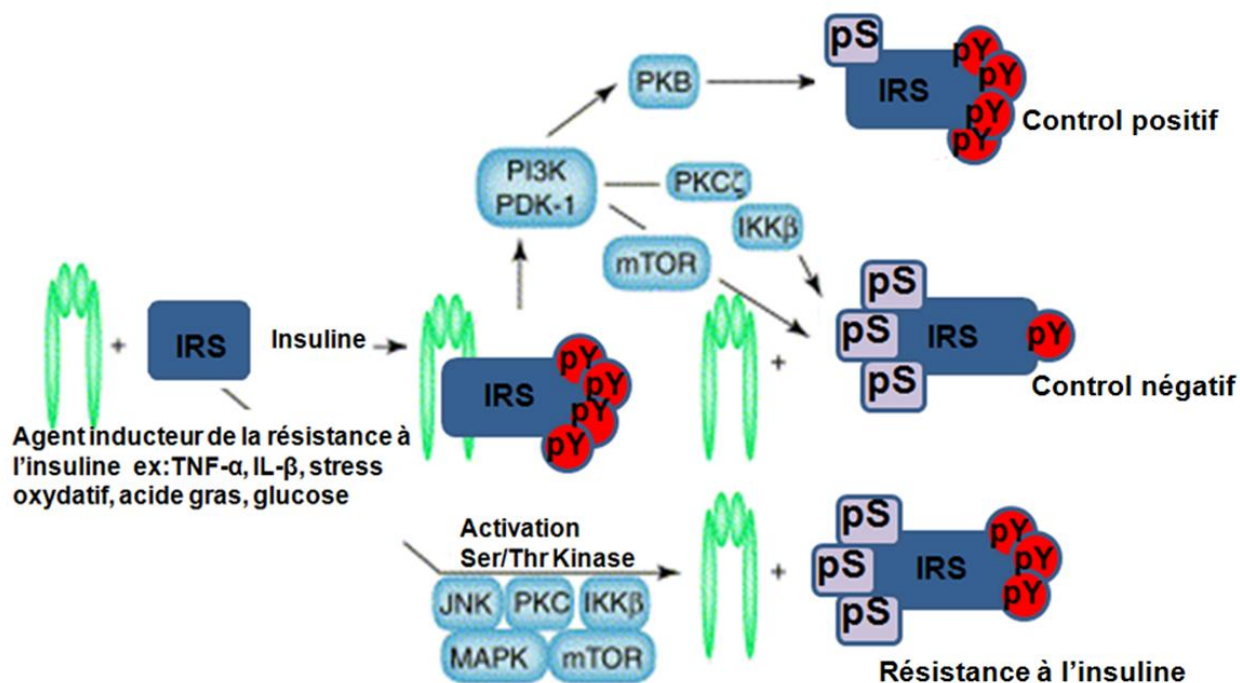 pS
pY
pY
pY
pY
IRS
Control positif
PKB
PI3K
PDK-1
PKCζ
IKKβ
mTOR
pS
pS
pS
IRS
pY
Control négatif
+
IRS
Insuline
+
IRS
pY
pY
pY
pY
Agent inducteur de la résistance à
l’insuline ex:TNF-α, IL-β, stress
oxydatif, acide gras, glucose
Activation
Ser/Thr Kinase
JNK PKC IKKβ
MAPK mTOR
+
pS
pS
pS
IRS
pY
pY
pY
Résistance à l’insuline